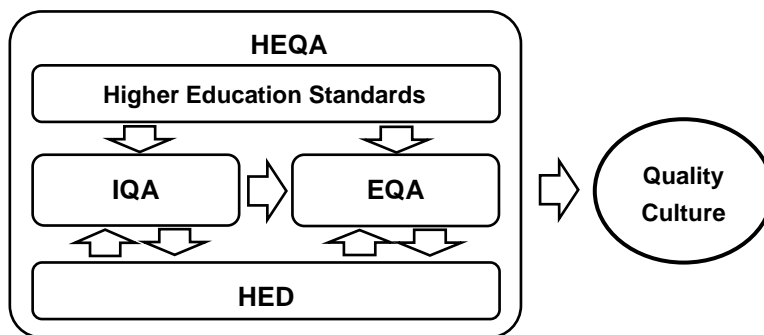 HEQA
Higher Education Standards
IQA
EQA
Quality
Culture
HED